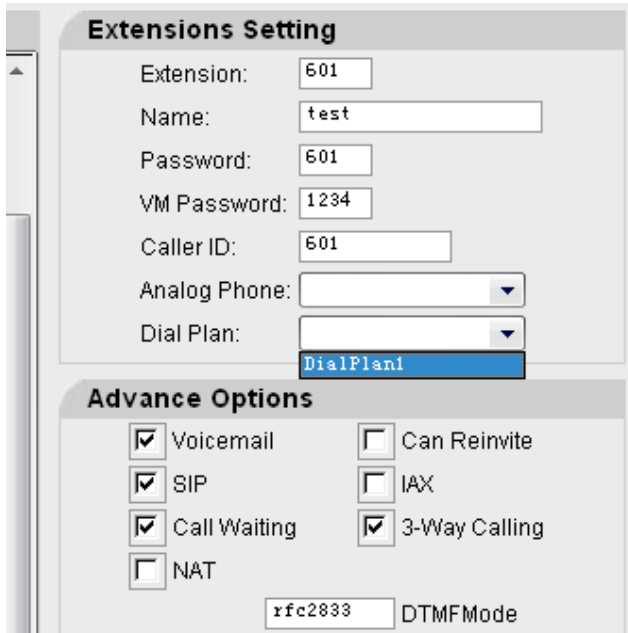 Extensions Setting
Extension: 601
Name: test
Password: 601
VM Password: 1234
Caller ID: 601
Analog Phone:
Dial Plan:
DialPlan1
Advance Options
Voicemail Can Reinvite
SIP IAX
Call Waiting 3-Way Calling
NAT
rfc2833 DTMFMode